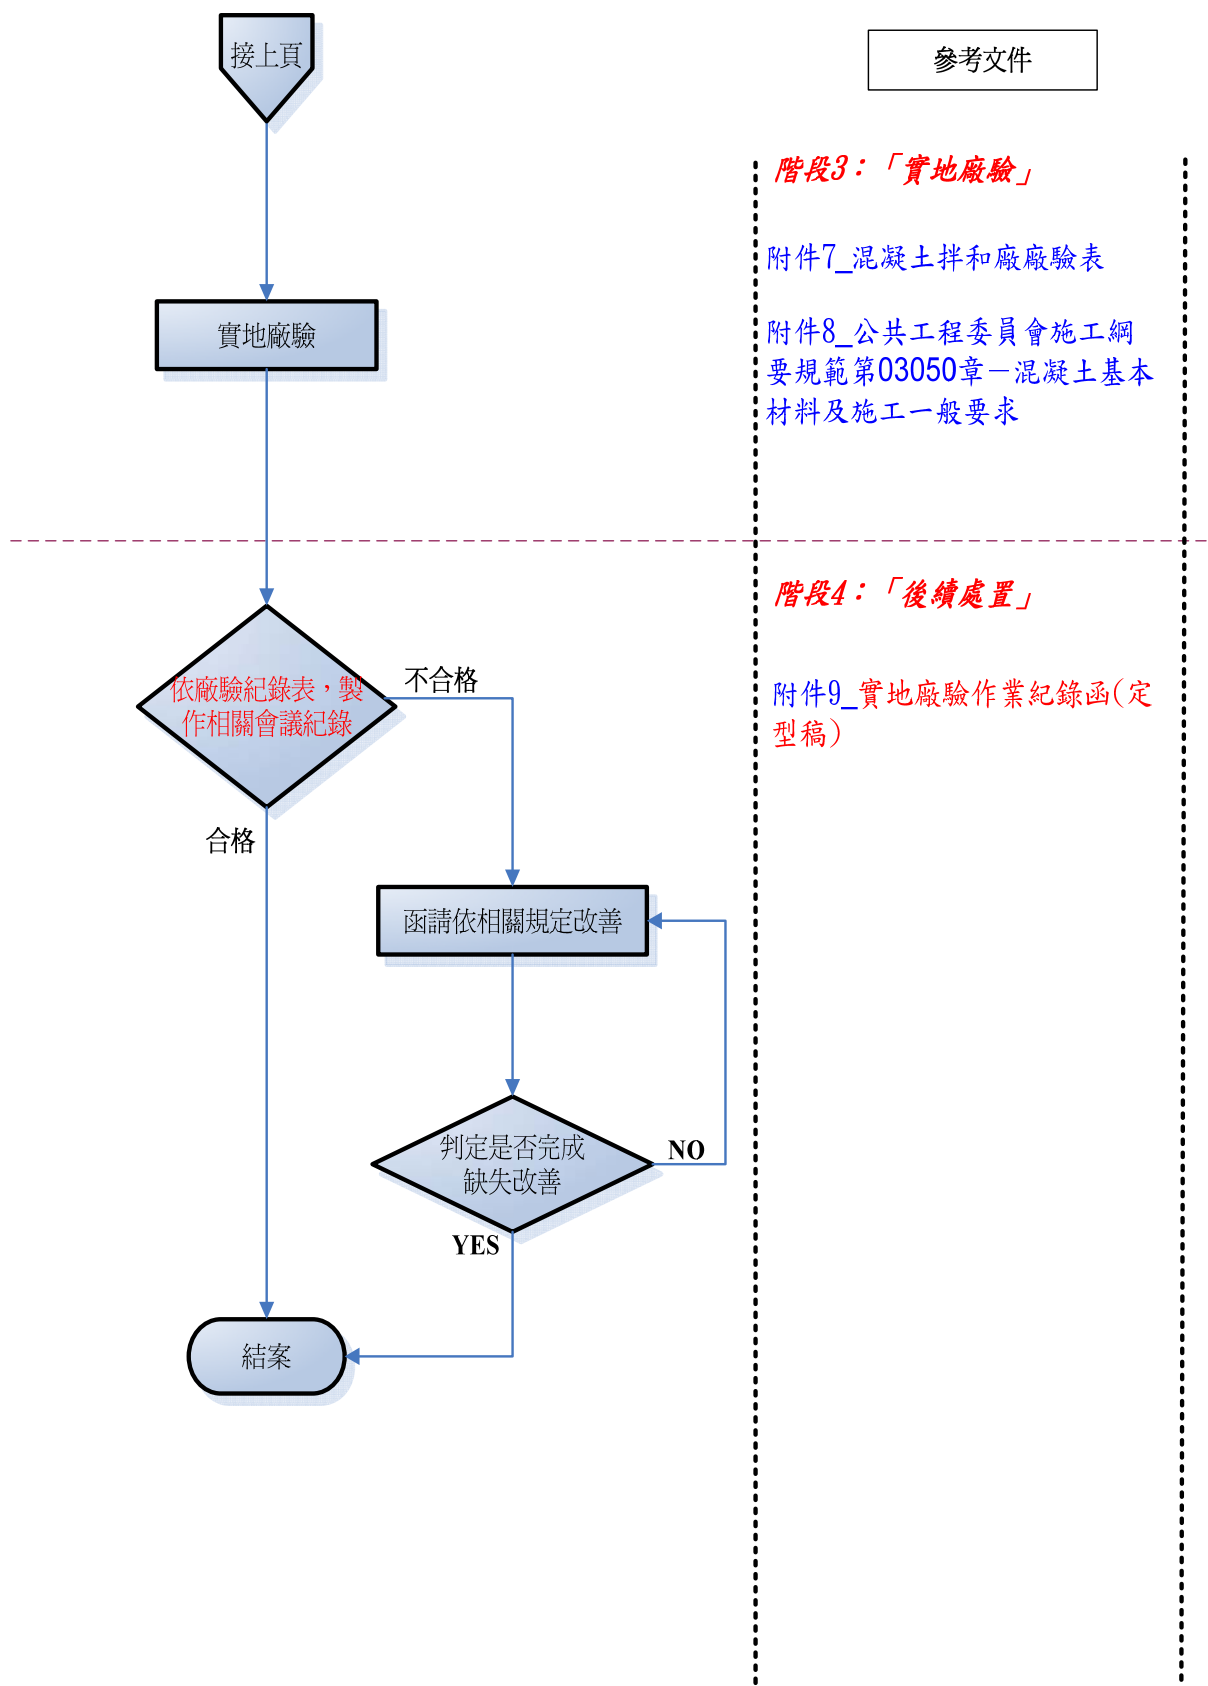 接上頁
參考文件
階段3：「實地廠驗」
附件7_混凝土拌和廠廠驗表
實地廠驗
附件8_公共工程委員會施工綱
要規範第03050章－混凝土基本
材料及施工一般要求
階段4：「後續處置」
依廠驗紀錄表，製
作相關會議紀錄
不合格
附件9_實地廠驗作業紀錄函(定
型稿)
合格
函請依相關規定改善
判定是否完成
缺失改善
NO
YES
結案